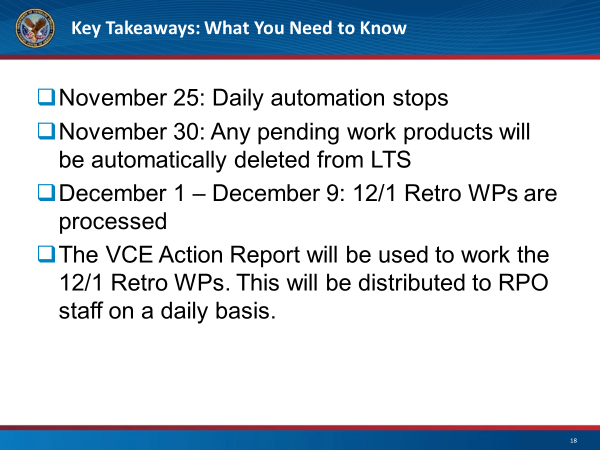 Key Takeaways: What You Need to Know
November 25: Daily automation stops
November 30: Any pending work products will
be automatically deleted from LTS
December 1 – December 9: 12/1 Retro WPs are
processed
The VCE Action Report will be used to work the
12/1 Retro WPs. This will be distributed to RPO
staff on a daily basis.
18